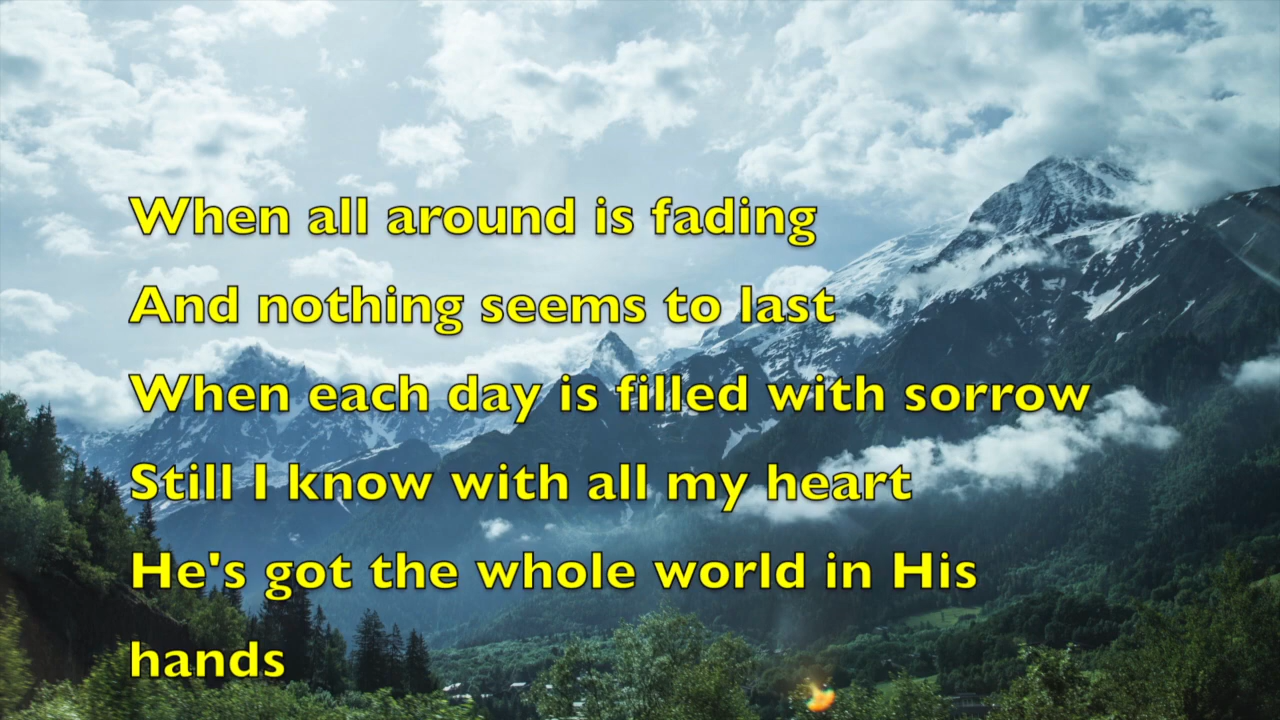 When all around is fading
And nothing seems to last
When each day is filled with sorrow
Still I know with all my heart
He's got the whole world in His
hands